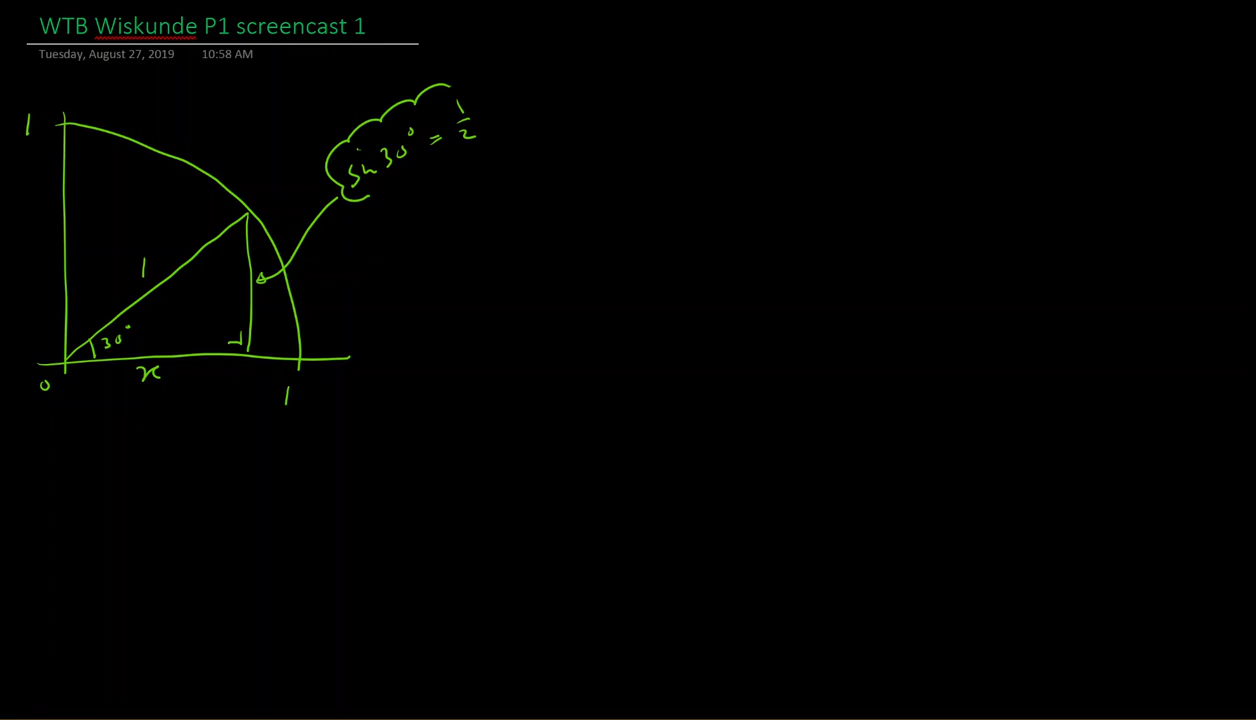 WTB Wiskunde P1 screencast 1
Tuesday, August 27, 2019 10:58 AM
1
sin 30° = 1/2
1
30°
x
0
1